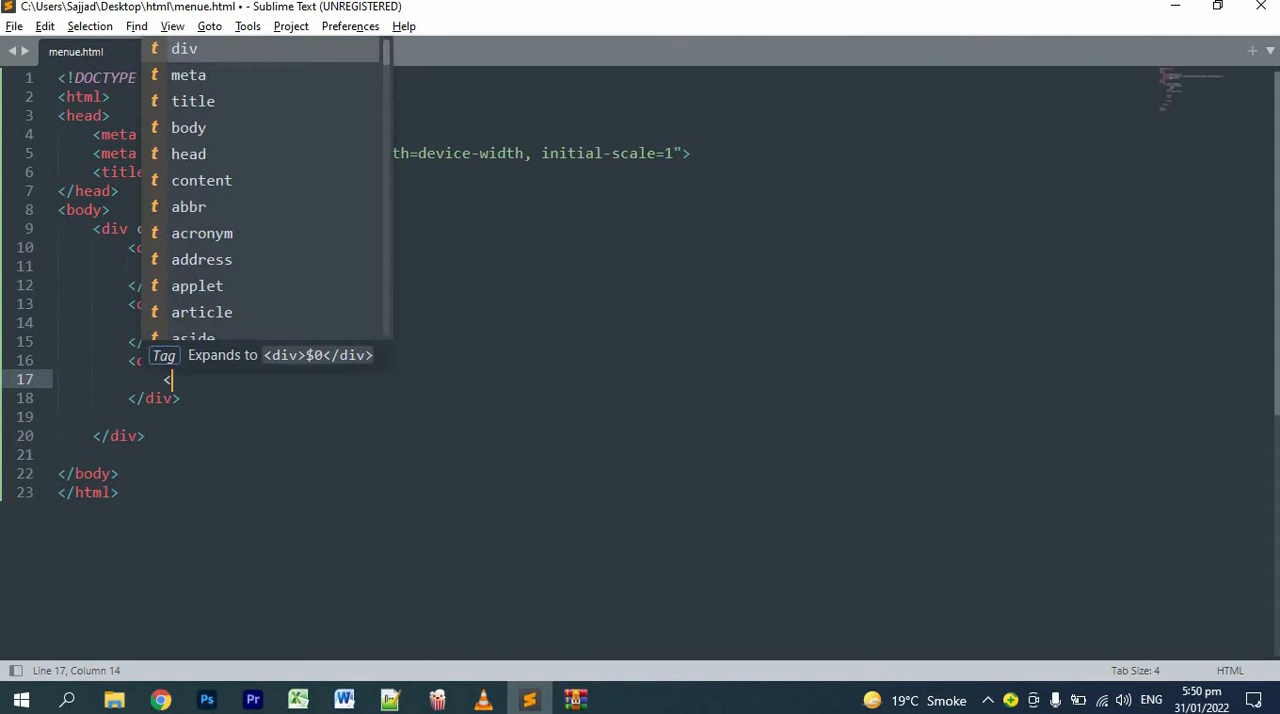 C:\Users\Sajjad\Desktop\html\menue.html • - Sublime Text (UNREGISTERED)
File Edit Selection Find View Goto Tools Project Preferences Help
menue.html
1 <!DOCTYPE
2 <html>
3 <head>
4 <meta
5 <meta th=device-width, initial-scale=1">
6 <title
7 </head>
8 <body>
9 <div c
10 <d
11
12 </
13 <d
14
15 </
16 <d
17 <
18 </div>
19
20 </div>
21
22 </body>
23 </html>
t div
t meta
t title
t body
t head
t content
t abbr
t acronym
t address
t applet
t article
t aside
Tag Expands to <div>$0</div>
Line 17, Column 14 Tab Size: 4 HTML
19°C Smoke ENG 5:50 pm
31/01/2022